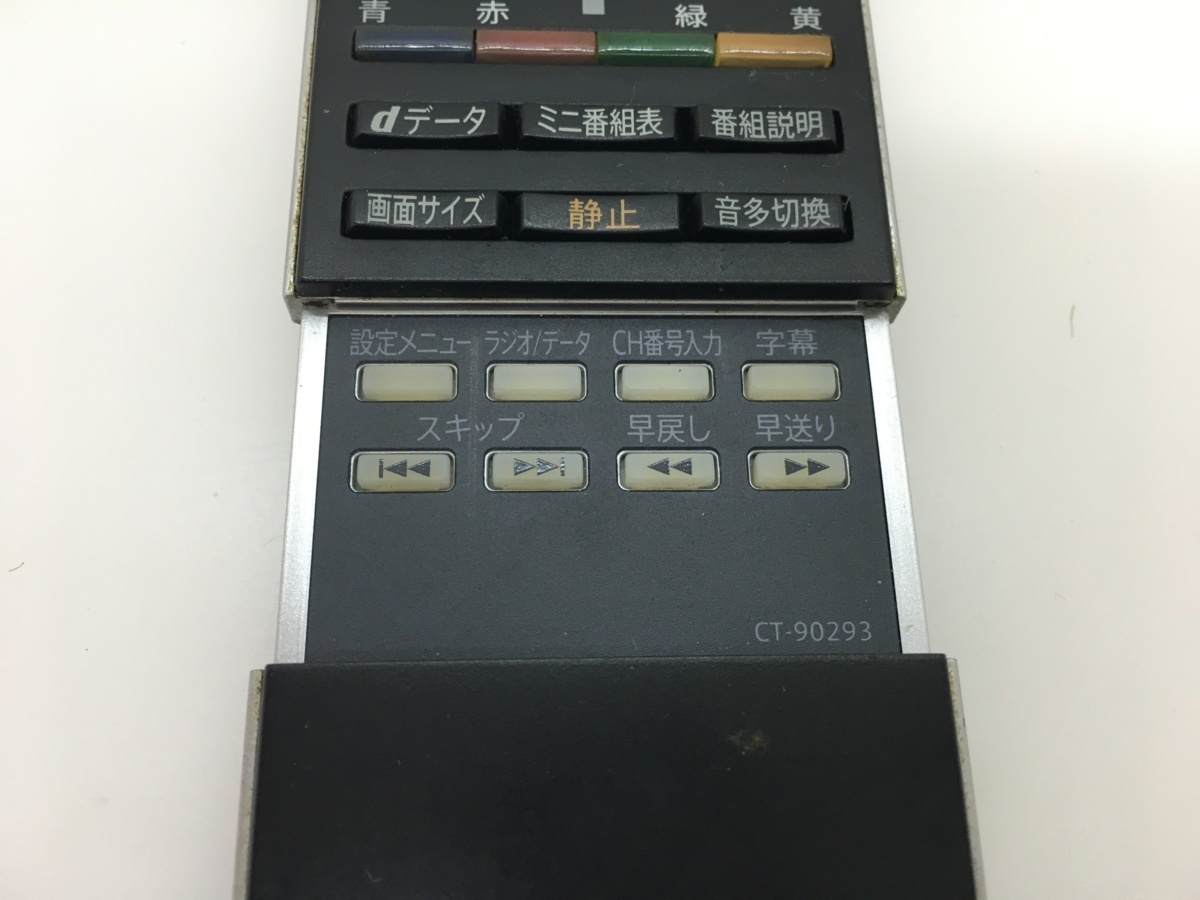 青 赤 緑 黄
dデータ ミニ番組表 番組説明
画面サイズ 静止 音多切換
設定メニュー ラジオ/データ CH番号入力 字幕
スキップ 早戻し 早送り
CT-90293